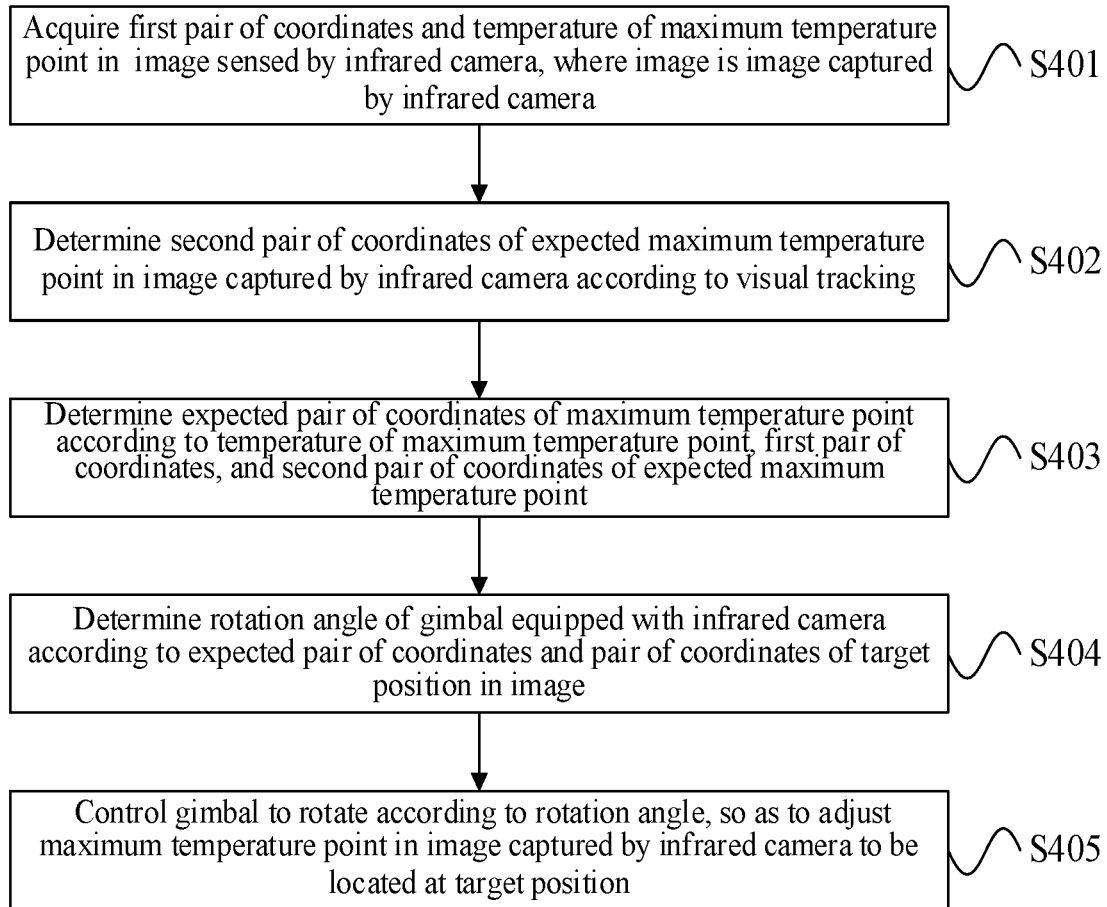 Acquire first pair of coordinates and temperature of maximum temperature
point in image sensed by infrared camera, where image is image captured
by infrared camera
S401
Determine second pair of coordinates of expected maximum temperature
point in image captured by infrared camera according to visual tracking
S402
Determine expected pair of coordinates of maximum temperature point
according to temperature of maximum temperature point, first pair of
coordinates, and second pair of coordinates of expected maximum
temperature point
S403
Determine rotation angle of gimbal equipped with infrared camera
according to expected pair of coordinates and pair of coordinates of target
position in image
S404
Control gimbal to rotate according to rotation angle, so as to adjust
maximum temperature point in image captured by infrared camera to be
located at target position
S405